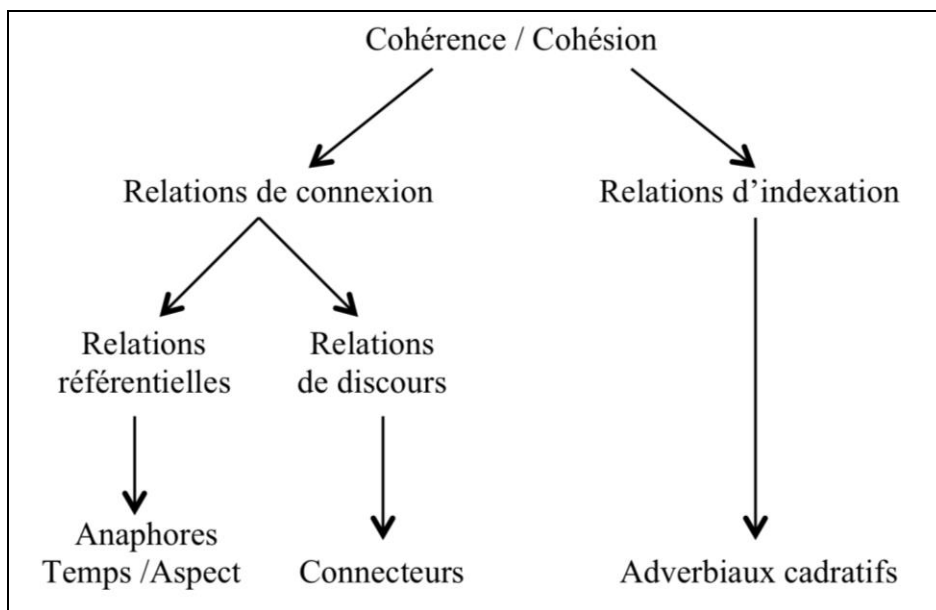 Cohérence / Cohésion
Relations de connexion
Relations d’indexation
Relations
référentielles
Relations
de discours
Anaphores
Temps /Aspect
Connecteurs
Adverbiaux cadratifs